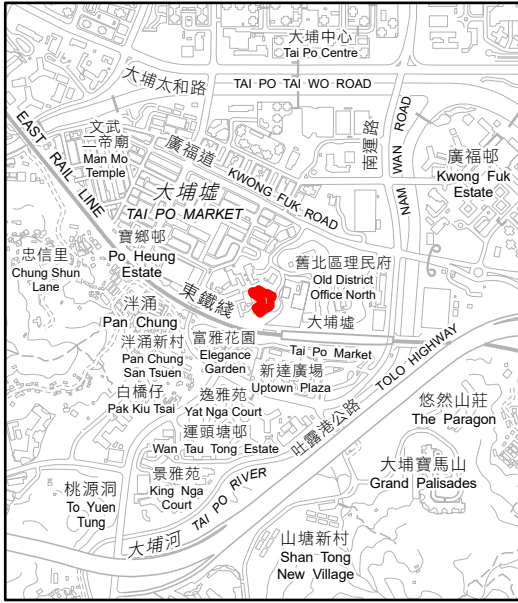 大埔中心
Tai Po Centre
大埔太和路
TAI PO TAI WO ROAD
EAST RAIL LINE
文武
二帝廟
Man Mo
Temple
廣福道
KWONG FUK ROAD
南運路
NAM WAN ROAD
廣福邨
Kwong Fuk
Estate
大埔墟
TAI PO MARKET
寶鄉邨
Po Heung
Estate
忠信里
Chung Shun
Lane
東鐵綫
舊北區理民府
Old District
Office North
泮涌
Pan Chung
大埔墟
Tai Po Market
泮涌新村
Pan Chung
San Tsuen
富雅花園
Elegance
Garden
新達廣場
Uptown Plaza
TOLO HIGHWAY
吐露港公路
白橋仔
Pak Kiu Tsai
逸雅苑
Yat Nga Court
悠然山莊
The Paragon
運頭塘邨
Wan Tau Tong Estate
景雅苑
King Nga
Court
大埔寶馬山
Grand Palisades
桃源洞
To Yuen
Tung
大埔河
TAI PO RIVER
山塘新村
Shan Tong
New Village